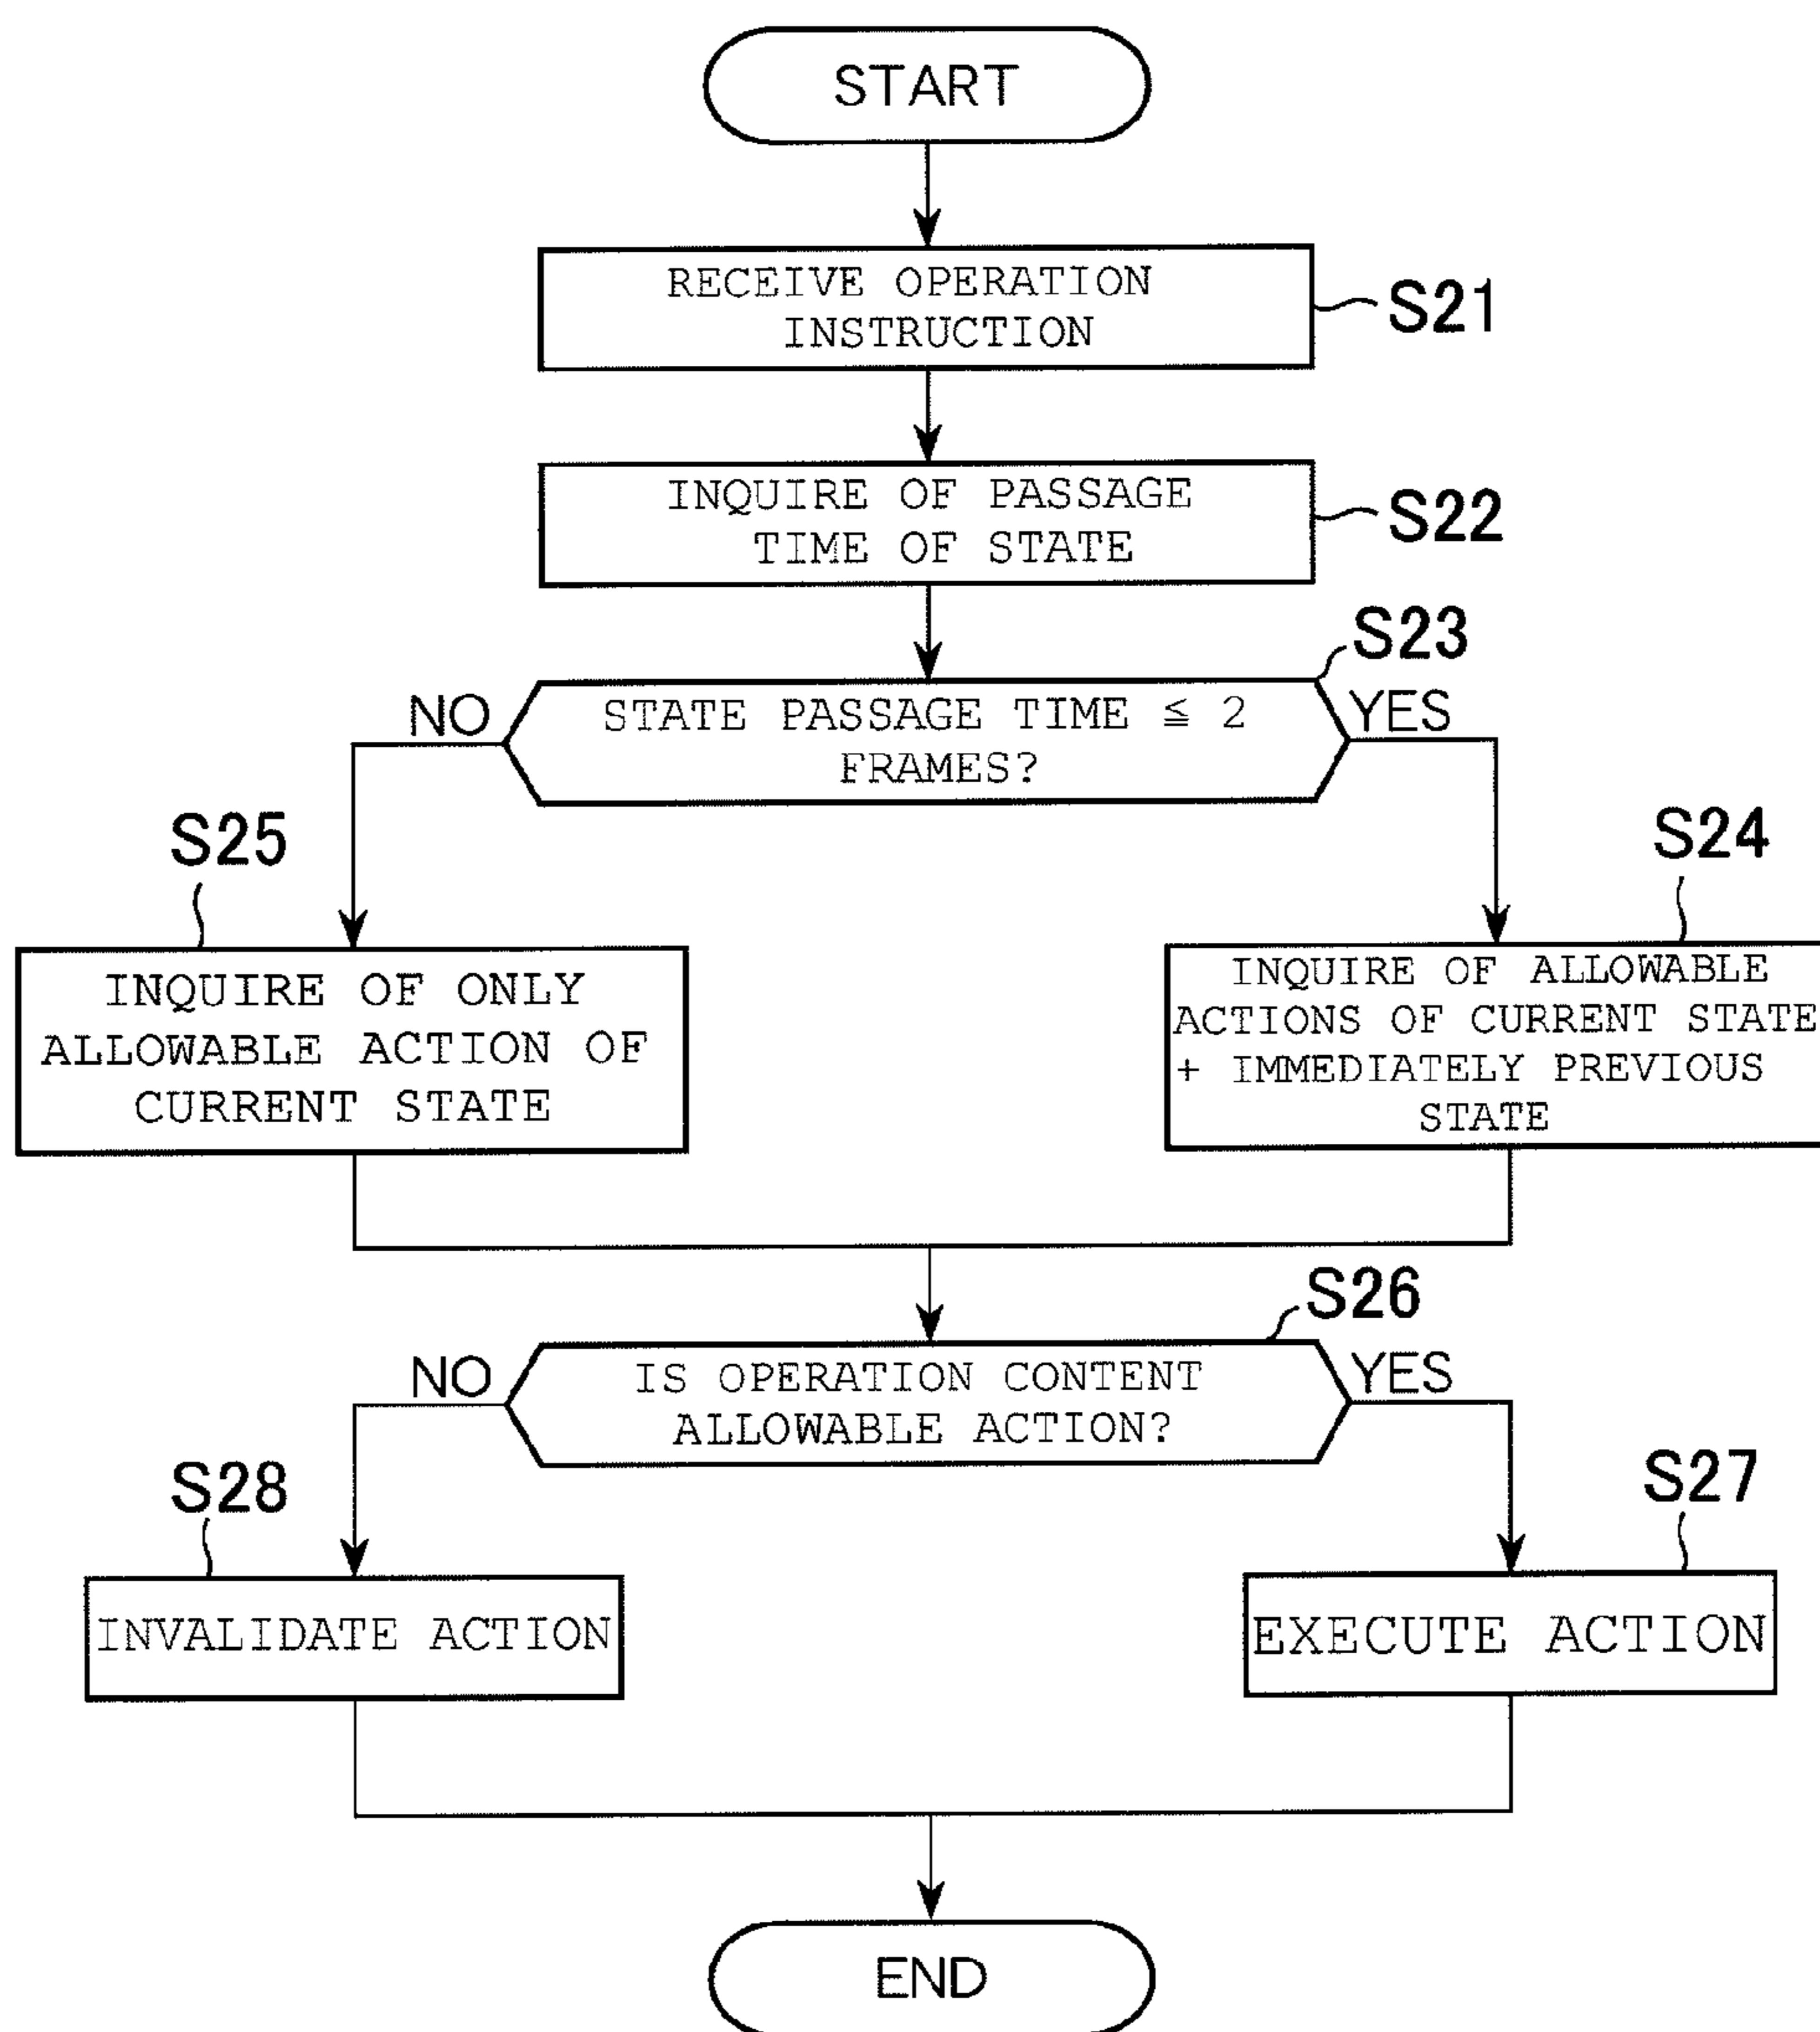 START
RECEIVE OPERATION
INSTRUCTION
S21
INQUIRE OF PASSAGE
TIME OF STATE
S22
S23
NO
STATE PASSAGE TIME ≦ 2
FRAMES?
YES
S25
S24
INQUIRE OF ONLY
ALLOWABLE ACTION OF
CURRENT STATE
INQUIRE OF ALLOWABLE
ACTIONS OF CURRENT STATE
+ IMMEDIATELY PREVIOUS
STATE
S26
NO
IS OPERATION CONTENT
ALLOWABLE ACTION?
YES
S28
S27
INVALIDATE ACTION
EXECUTE ACTION
END